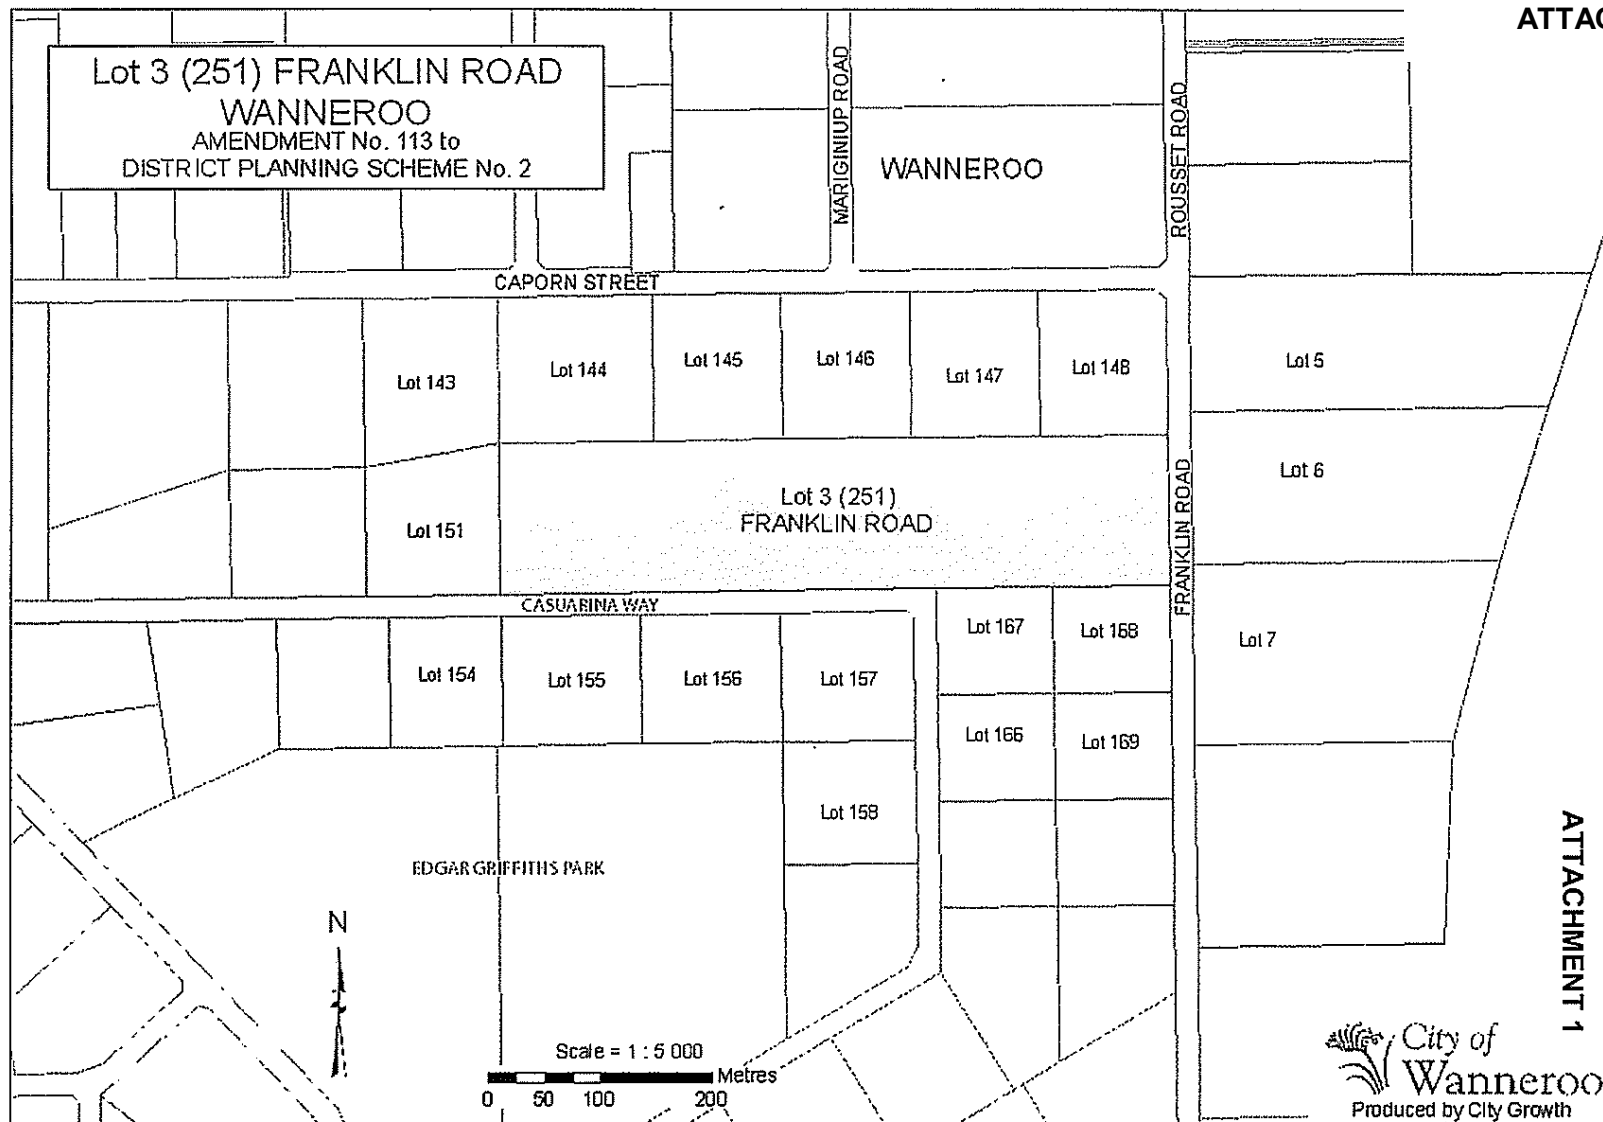 ATTAC
Lot 3 (251) FRANKLIN ROAD
WANNEROO
AMENDMENT No. 113 to
DISTRICT PLANNING SCHEME No. 2
MARIGINIUP ROAD
WANNEROO
ROUSSET ROAD
CAPORN STREET
Lot 143
Lot 144
Lot 145
Lot 146
Lot 147
Lot 148
Lot 5
Lot 6
Lot 151
Lot 3 (251)
FRANKLIN ROAD
FRANKLIN ROAD
CASUARINA WAY
Lot 167
Lot 168
Lot 7
Lot 154
Lot 155
Lot 156
Lot 157
Lot 166
Lot 169
Lot 158
EDGAR GRIFFITHS PARK
ATTACHMENT 1
N
Scale = 1 : 5 000
Metres
0 50 100 200
City of
Wanneroo
Produced by City Growth